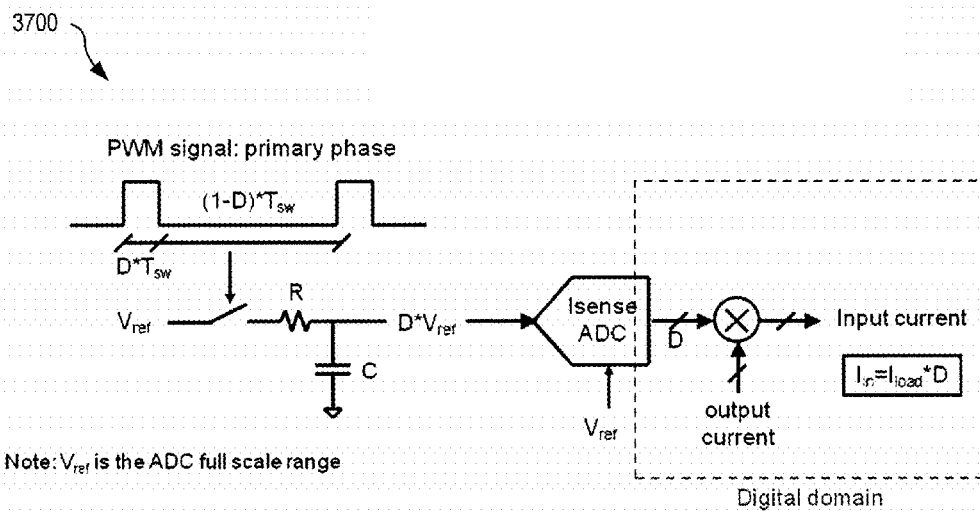 3700
PWM signal: primary phase
(1-D)*Tsw
D*Tsw
R
Vref
D*Vref
Isense
ADC
D
Input current
C
Iin=Iload*D
Vref
output
current
Note: Vref is the ADC full scale range
Digital domain